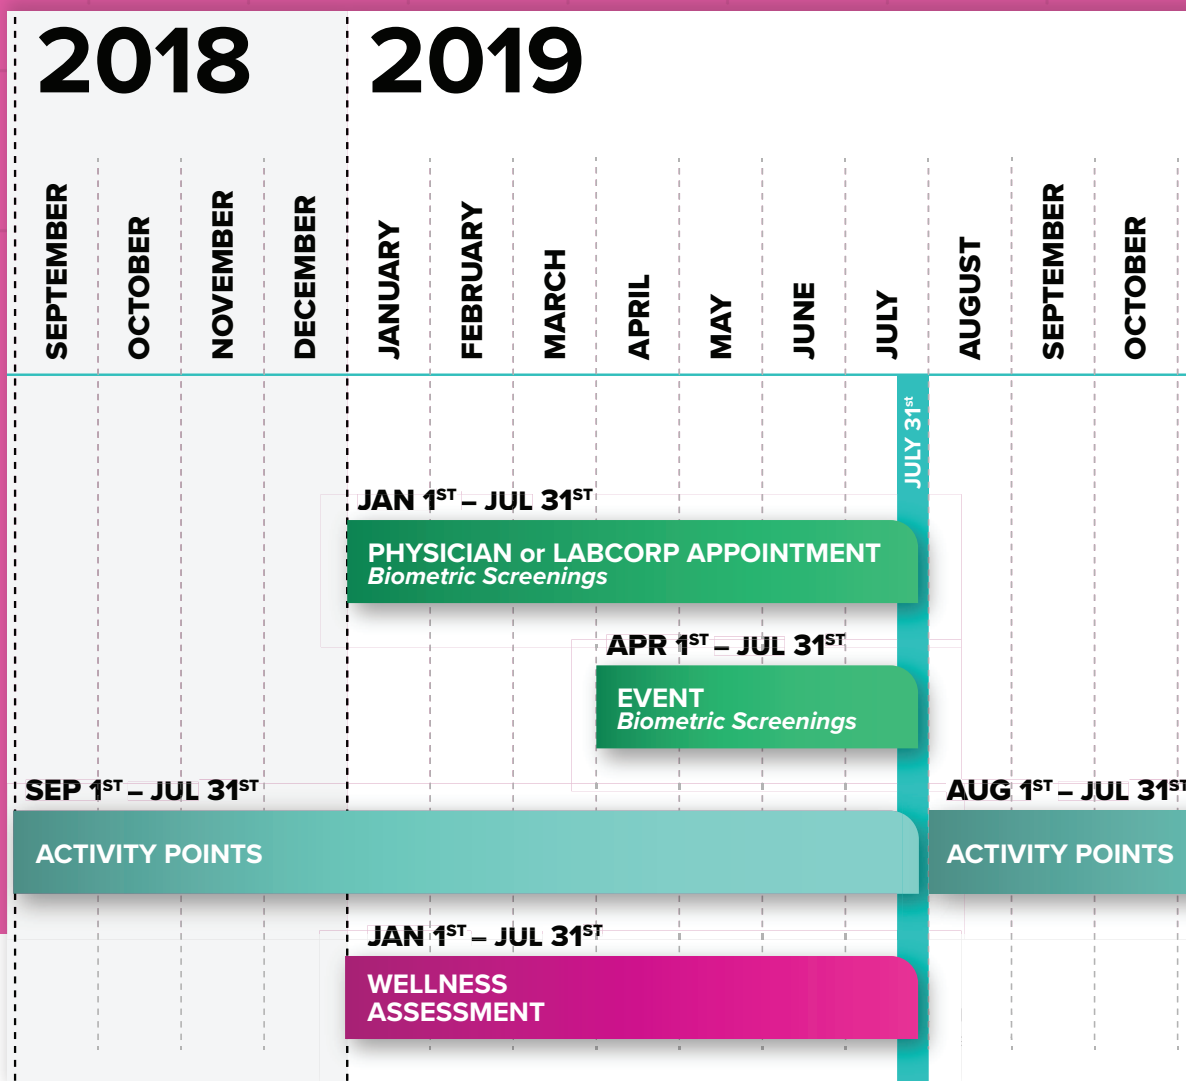 2018
2019
SEPTEMBER
OCTOBER
NOVEMBER
DECEMBER
JANUARY
FEBRUARY
MARCH
APRIL
MAY
JUNE
JULY
AUGUST
SEPTEMBER
OCTOBER
JULY 31st
JAN 1ST – JUL 31ST
PHYSICIAN or LABCORP APPOINTMENT
Biometric Screenings
APR 1ST – JUL 31ST
EVENT
Biometric Screenings
SEP 1ST – JUL 31ST
ACTIVITY POINTS
AUG 1ST – JUL 31ST
ACTIVITY POINTS
JAN 1ST – JUL 31ST
WELLNESS
ASSESSMENT